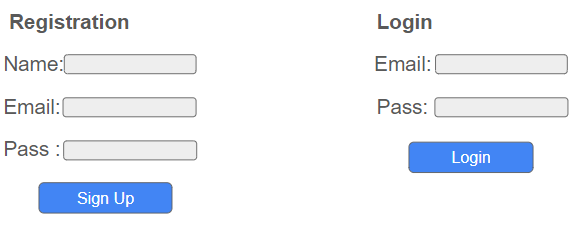 Registration
Name:
Email:
Pass :
Sign Up
Login
Email:
Pass:
Login